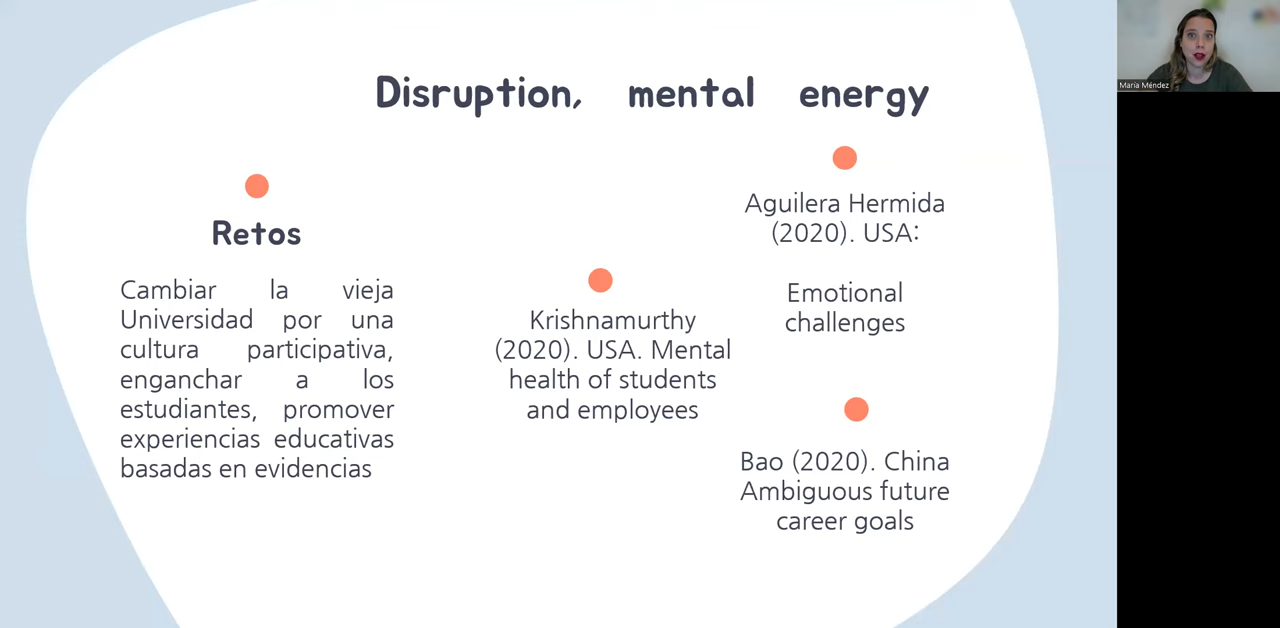 Disruption, mental energy
Retos
Cambiar la vieja
Universidad por una
cultura participativa,
enganchar a los
estudiantes, promover
experiencias educativas
basadas en evidencias
Krishnamurthy
(2020). USA. Mental
health of students
and employees
Aguilera Hermida
(2020). USA:
Emotional
challenges
Bao (2020). China
Ambiguous future
career goals
María Méndez